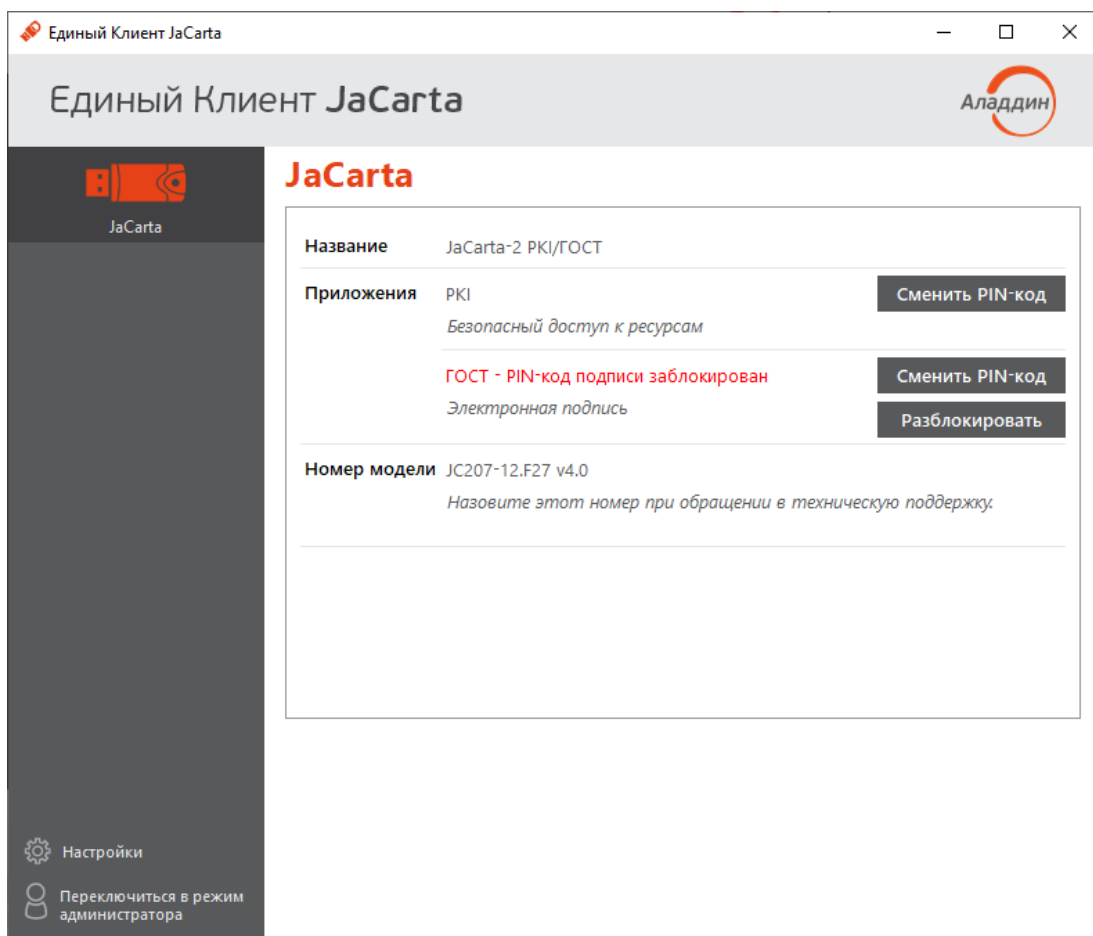 Единый Клиент JaCarta
Единый Клиент JaCarta
Аладдин
JaCarta
JaCarta
Название JaCarta-2 PKI/ГОСТ
Приложения PKI Сменить PIN-код
Безопасный доступ к ресурсам
ГОСТ - PIN-код подписи заблокирован Сменить PIN-код
Электронная подпись
Разблокировать
Номер модели JC207-12.F27 v4.0
Назовите этот номер при обращении в техническую поддержку.
Настройки
Переключиться в режим
администратора